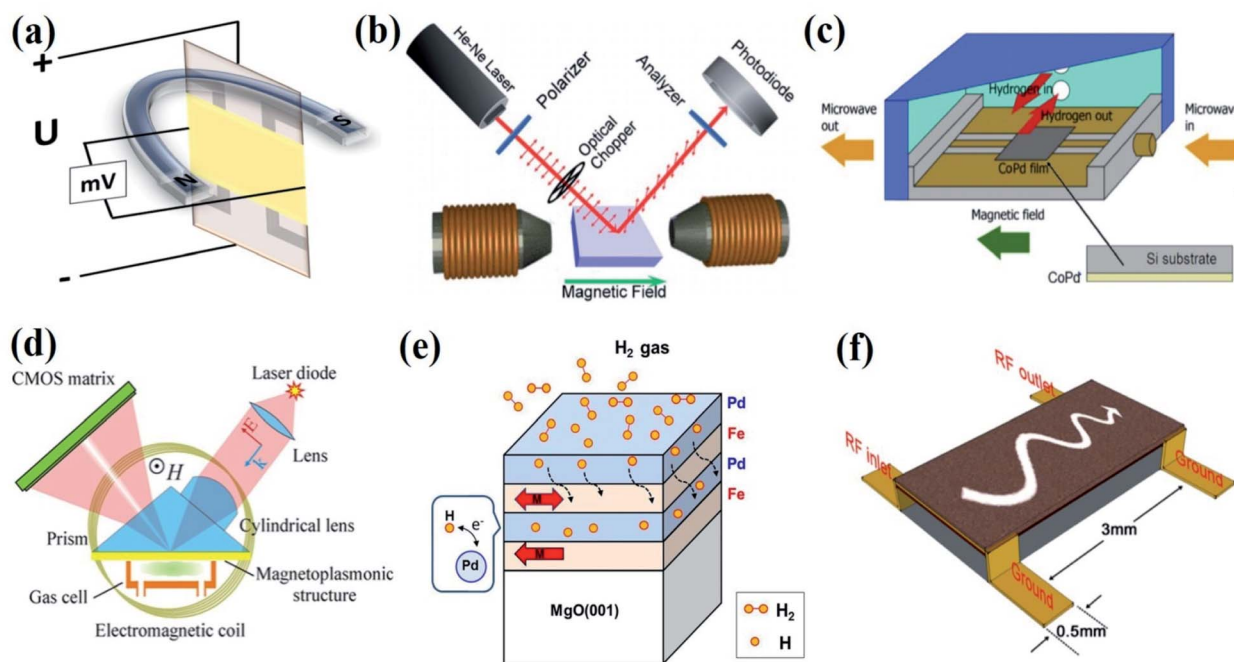 (a)
+
U
mV
-
N
S
(b)
He-Ne Laser
Polarizer
Optical
Chopper
Analyzer
Photodiode
Magnetic Field
(c)
Hydrogen in
Hydrogen out
Microwave
out
Microwave
in
CoPd film
Magnetic field
Si substrate
CoPd
(d)
CMOS matrix
Laser diode
Lens
E
k
H
Prism
Cylindrical lens
Gas cell
Magnetoplasmonic
structure
Electromagnetic coil
(e)
H₂ gas
Pd
Fe
Pd
Fe
M
M
H
e⁻
Pd
MgO(001)
H₂
H
(f)
RF outlet
RF inlet
Ground
Ground
3mm
0.5mm